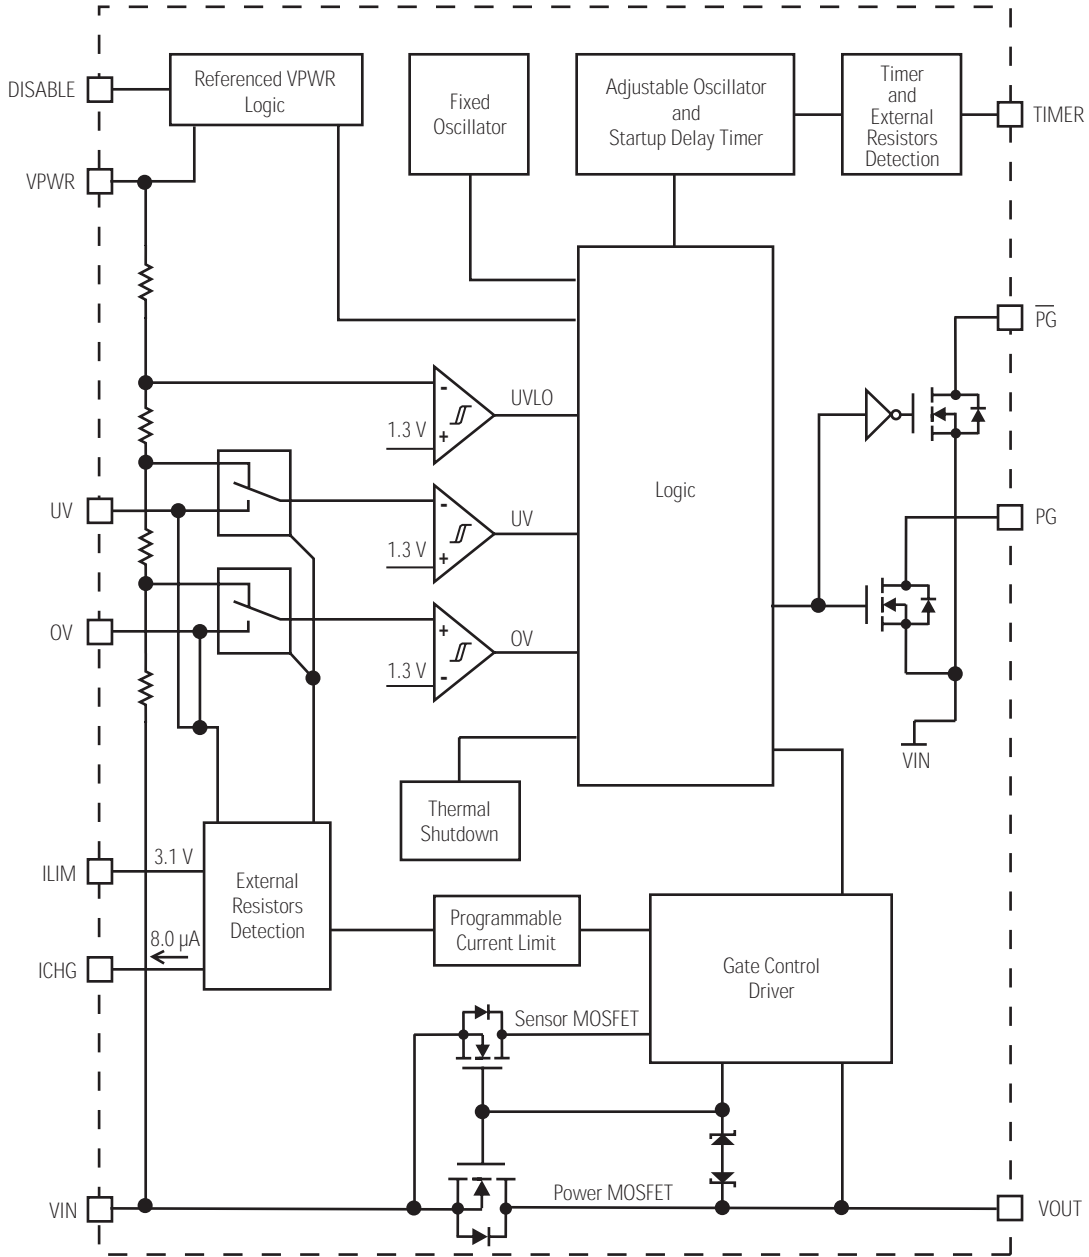 DISABLE
Referenced VPWR
Logic
Fixed
Oscillator
Adjustable Oscillator
and
Startup Delay Timer
Timer
and
External
Resistors
Detection
TIMER
VPWR
PG
-
UVLO
1.3 V
+
UV
-
UV
1.3 V
+
Logic
PG
OV
+
OV
1.3 V
-
VIN
Thermal
Shutdown
ILIM
3.1 V
External
Resistors
Detection
8.0 µA
ICHG
Programmable
Current Limit
Gate Control
Driver
Sensor MOSFET
VIN
Power MOSFET
VOUT